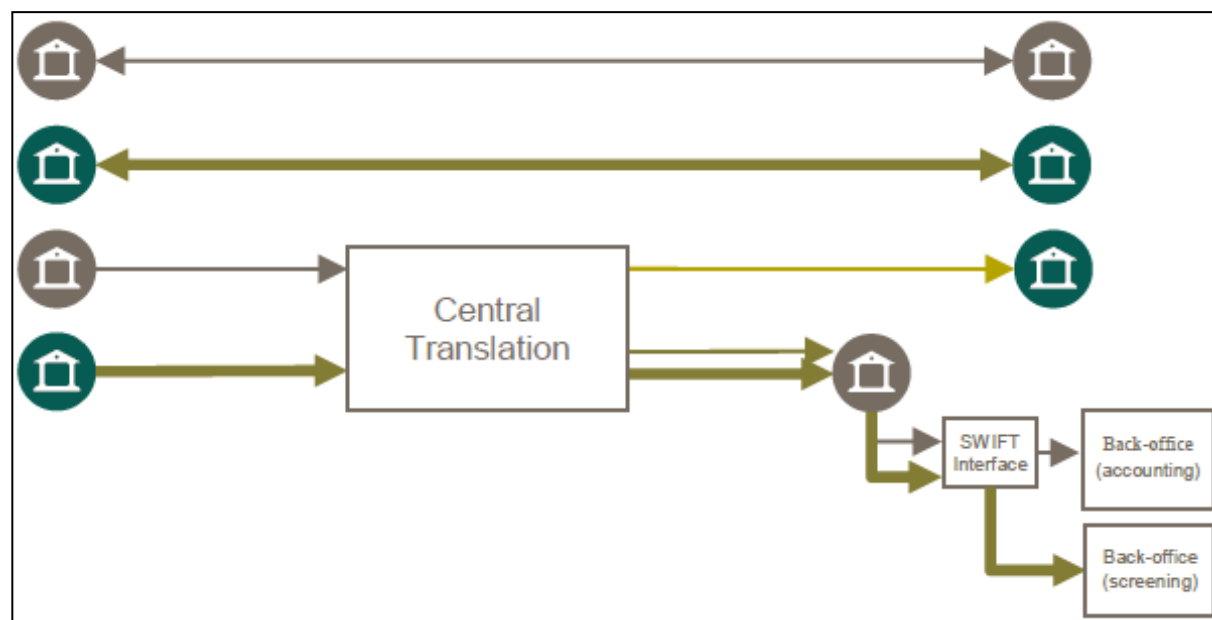 Central
Translation
SWIFT
Interface
Back-office
(accounting)
Back-office
(screening)